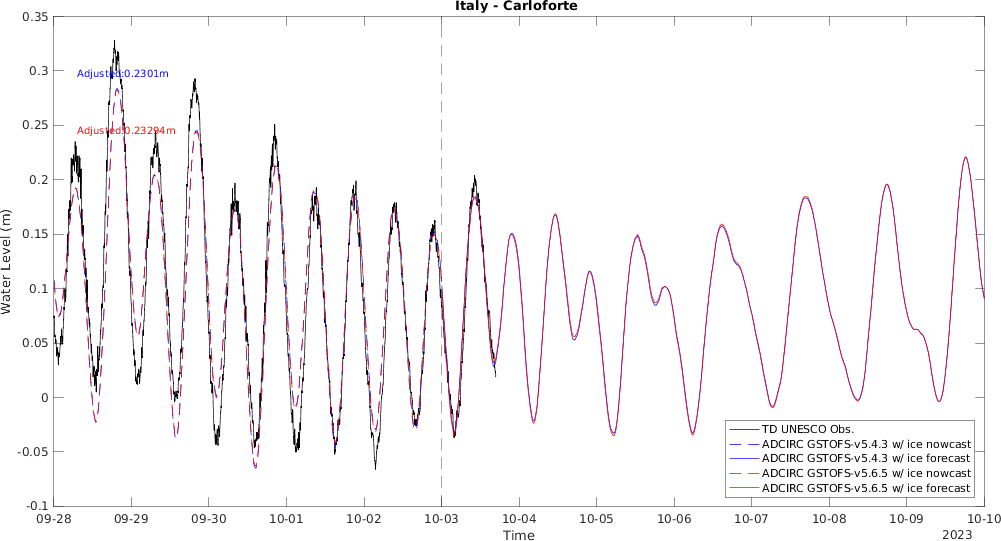 Italy - Carloforte
0.35
0.3
0.25
0.2
0.15
0.1
0.05
0
-0.05
-0.1
Water Level (m)
Adjusted:0.2301m
Adjusted:0.23294m
TD UNESCO Obs.
ADCIRC GSTOFS-v5.4.3 w/ ice nowcast
ADCIRC GSTOFS-v5.4.3 w/ ice forecast
ADCIRC GSTOFS-v5.6.5 w/ ice nowcast
ADCIRC GSTOFS-v5.6.5 w/ ice forecast
09-28 09-29 09-30 10-01 10-02 10-03 10-04 10-05 10-06 10-07 10-08 10-09 10-10
Time
2023